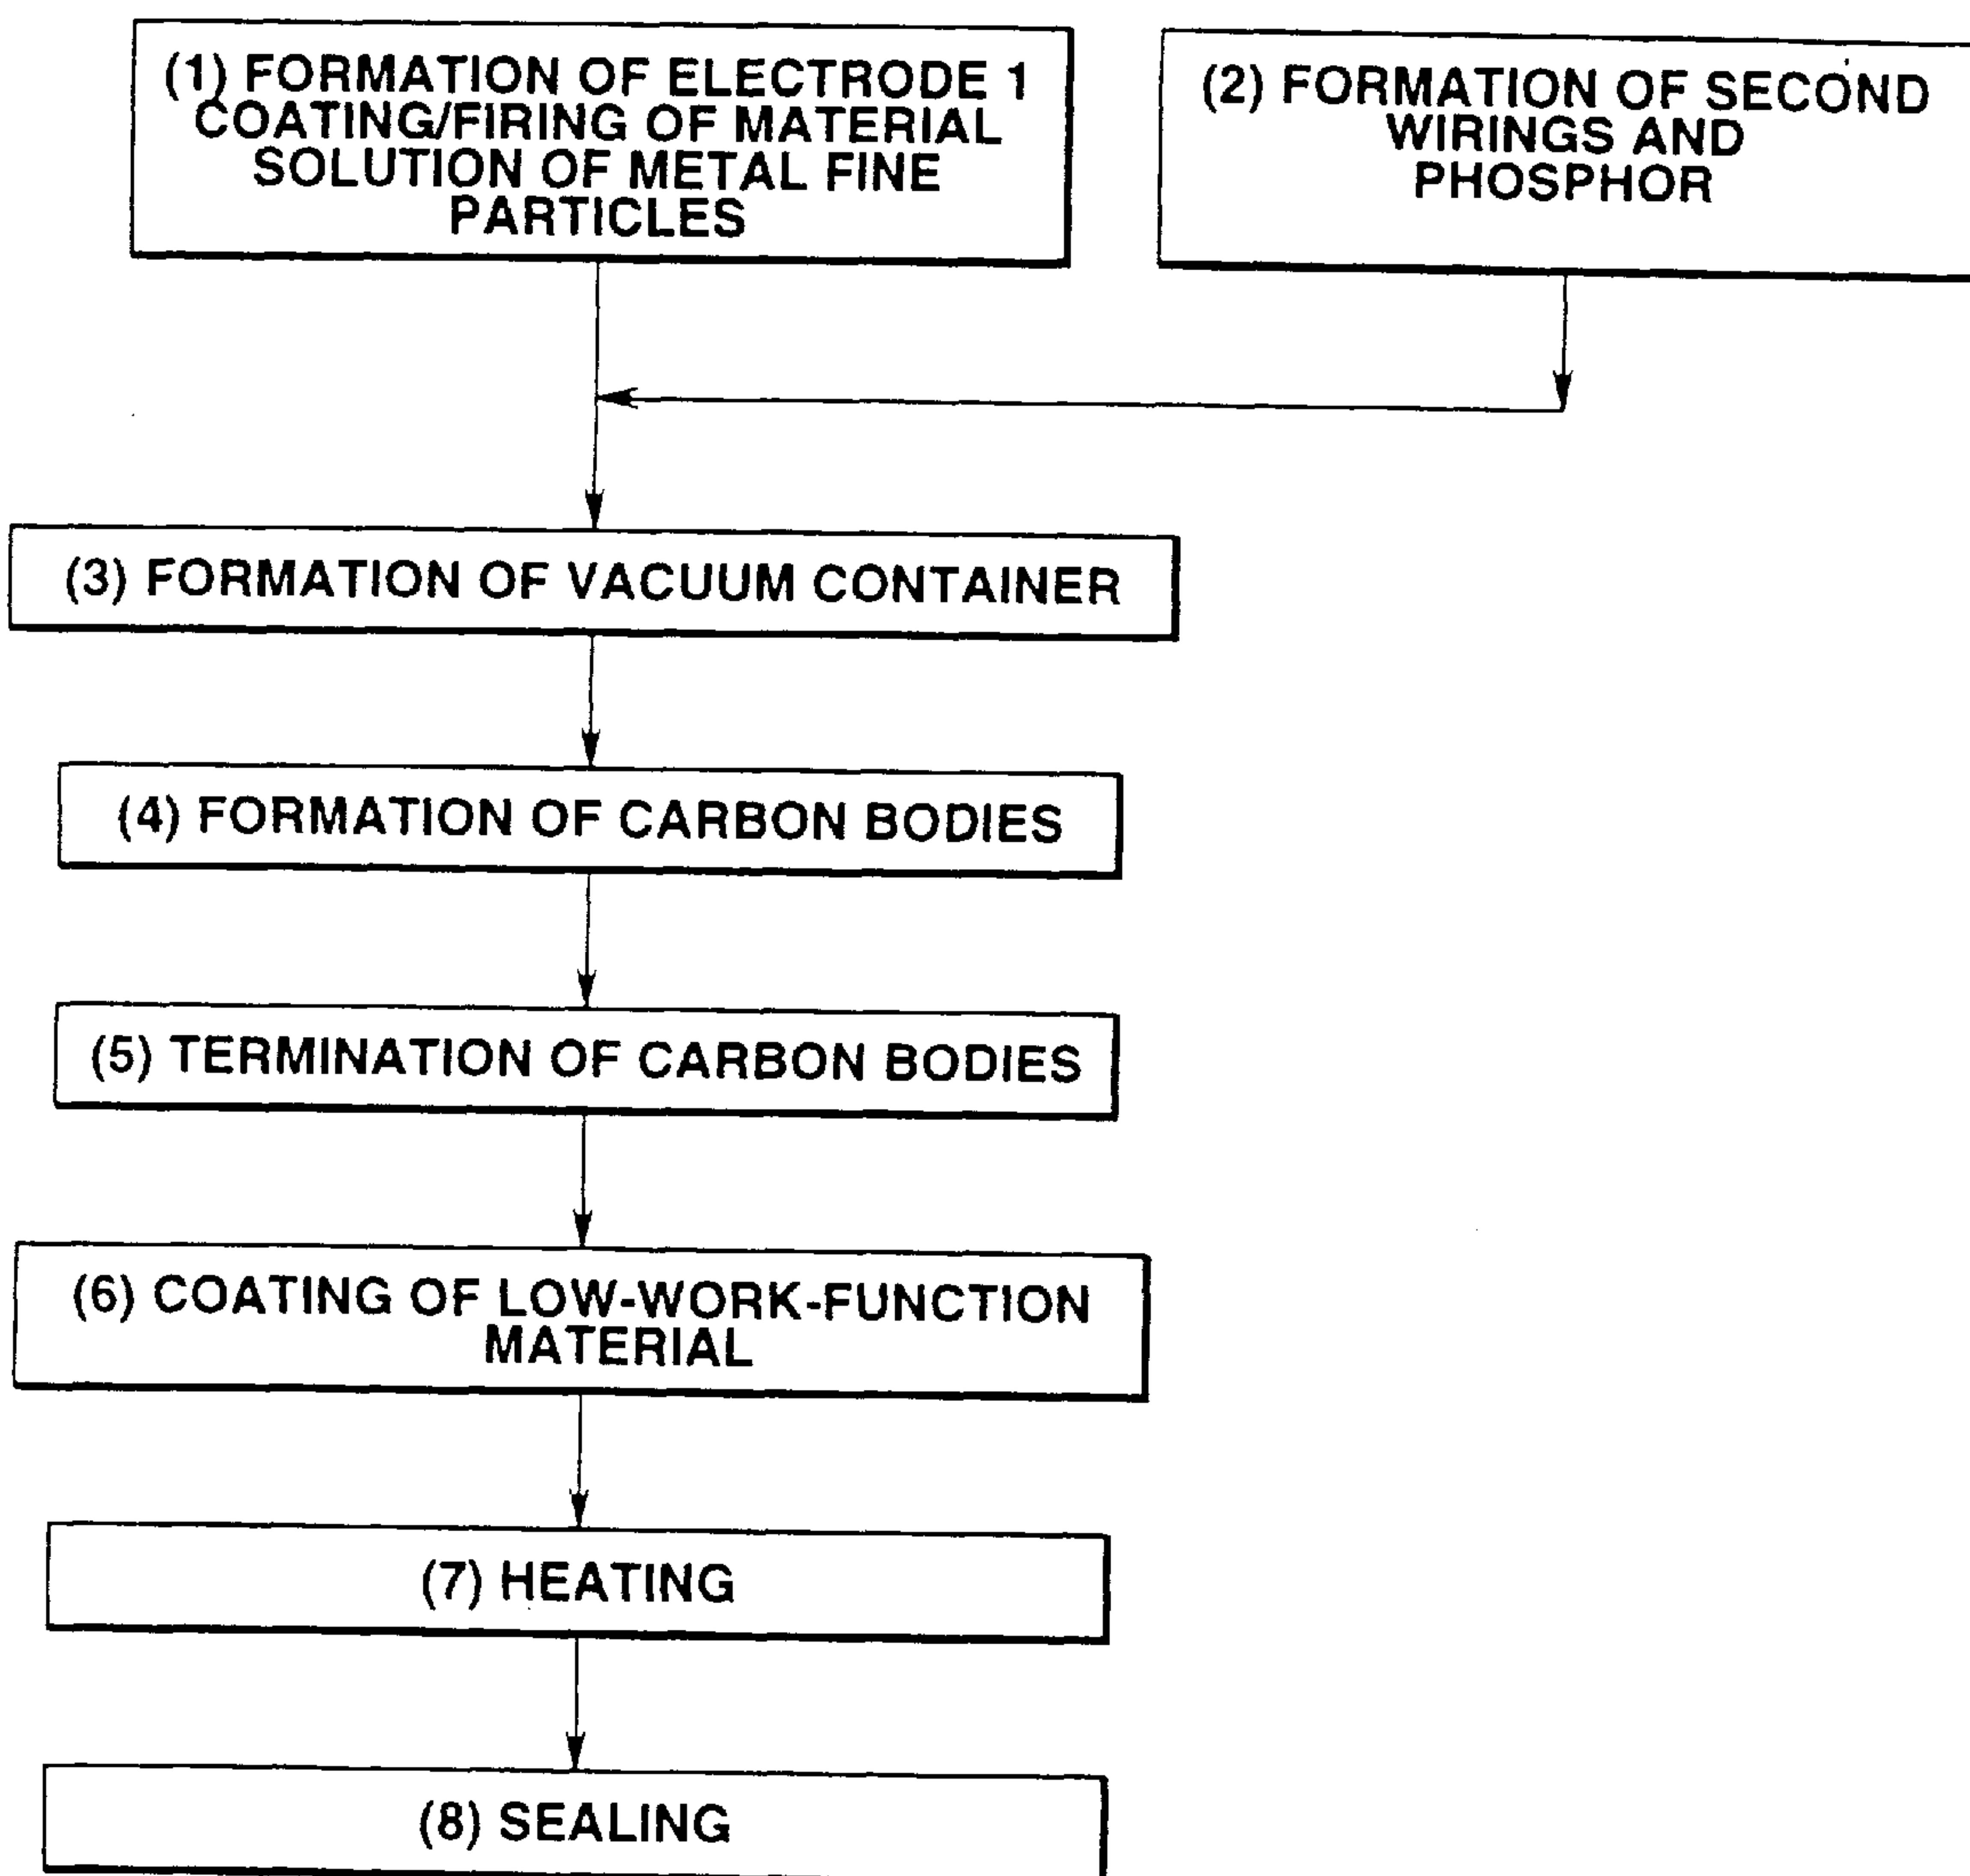 (1) FORMATION OF ELECTRODE 1
COATING/FIRING OF MATERIAL
SOLUTION OF METAL FINE
PARTICLES
(2) FORMATION OF SECOND
WIRINGS AND
PHOSPHOR
(3) FORMATION OF VACUUM CONTAINER
(4) FORMATION OF CARBON BODIES
(5) TERMINATION OF CARBON BODIES
(6) COATING OF LOW-WORK-FUNCTION
MATERIAL
(7) HEATING
(8) SEALING